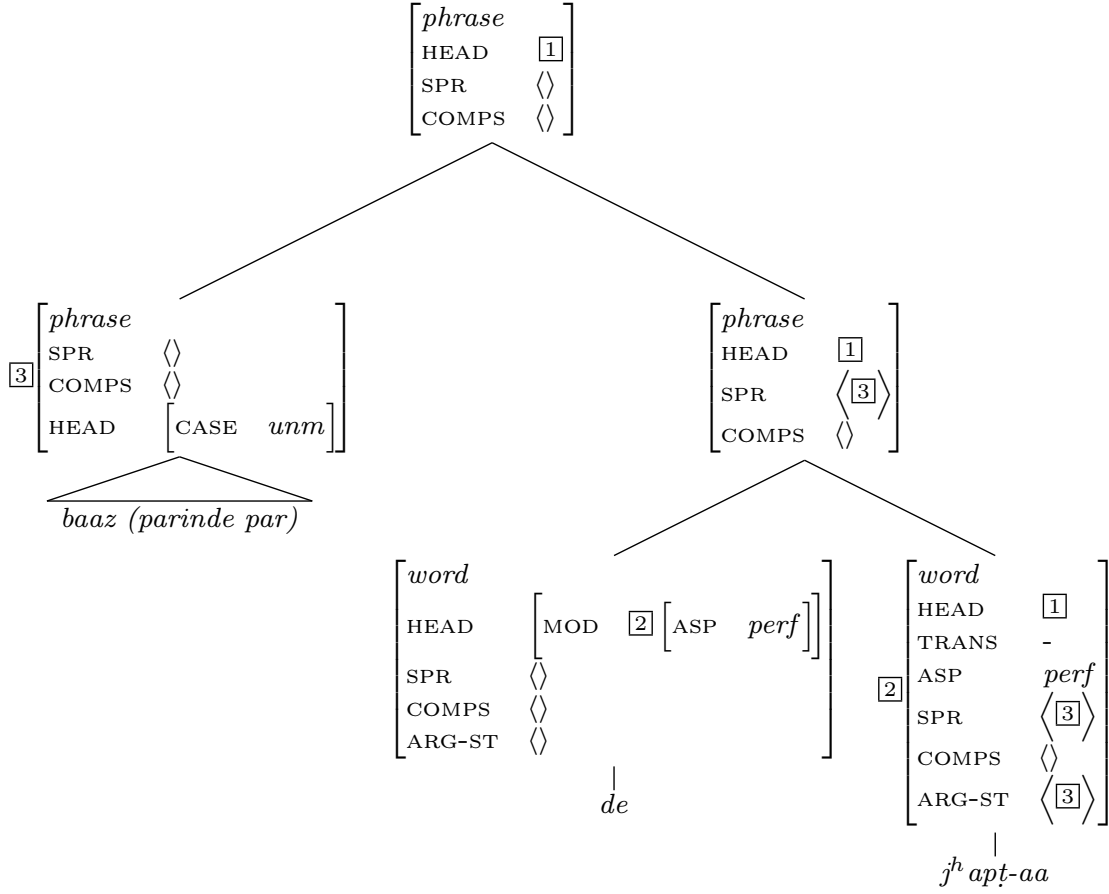 phrase
HEAD 1
SPR ⟨⟩
COMPS ⟨⟩
3
phrase
SPR ⟨⟩
COMPS ⟨⟩
HEAD [CASE unm]
baaz (parinde par)
phrase
HEAD 1
SPR ⟨3⟩
COMPS ⟨⟩
word
HEAD [MOD 2 [ASP perf]]
SPR ⟨⟩
COMPS ⟨⟩
ARG-ST ⟨⟩
de
2
word
HEAD 1
TRANS -
ASP perf
SPR ⟨3⟩
COMPS ⟨⟩
ARG-ST ⟨3⟩
jʰapṭ-aa